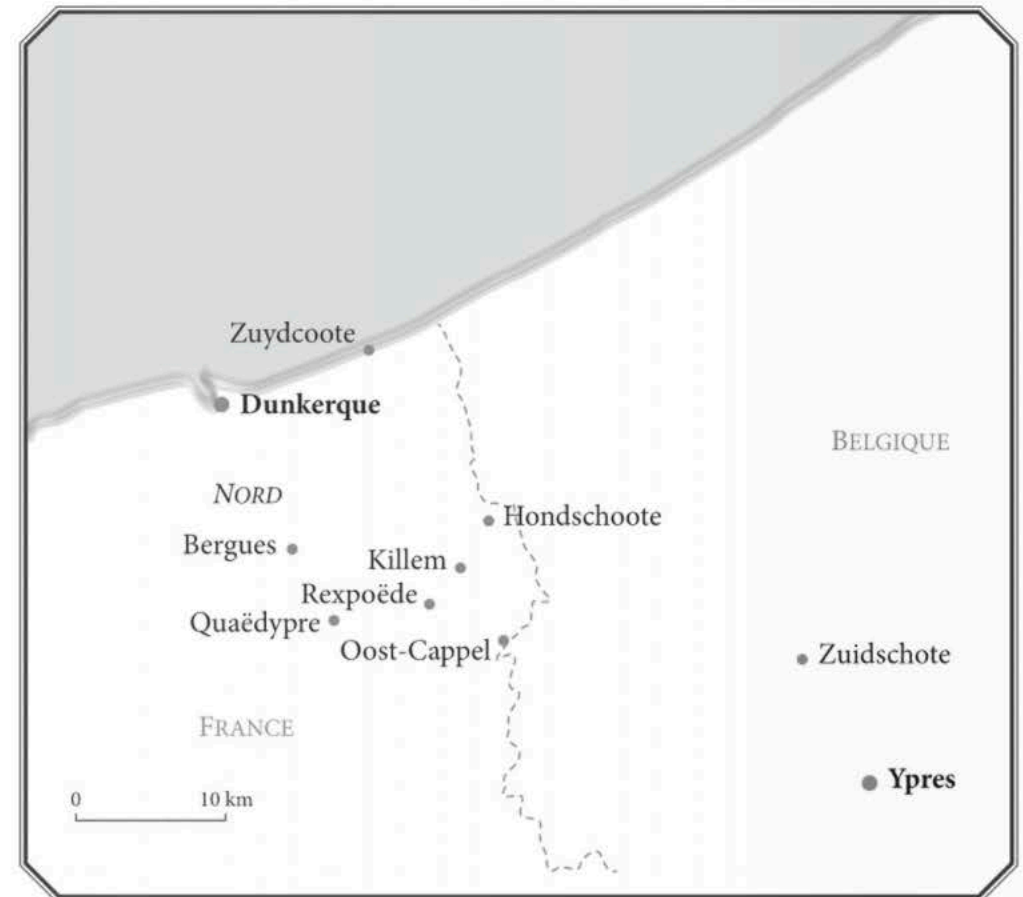 Zuydcoote
Dunkerque
BELGIQUE
NORD
Hondschoote
Bergues
Killem
Rexpoëde
Quaëdypre
Oost-Cappel
Zuidschote
FRANCE
Ypres
0 10 km